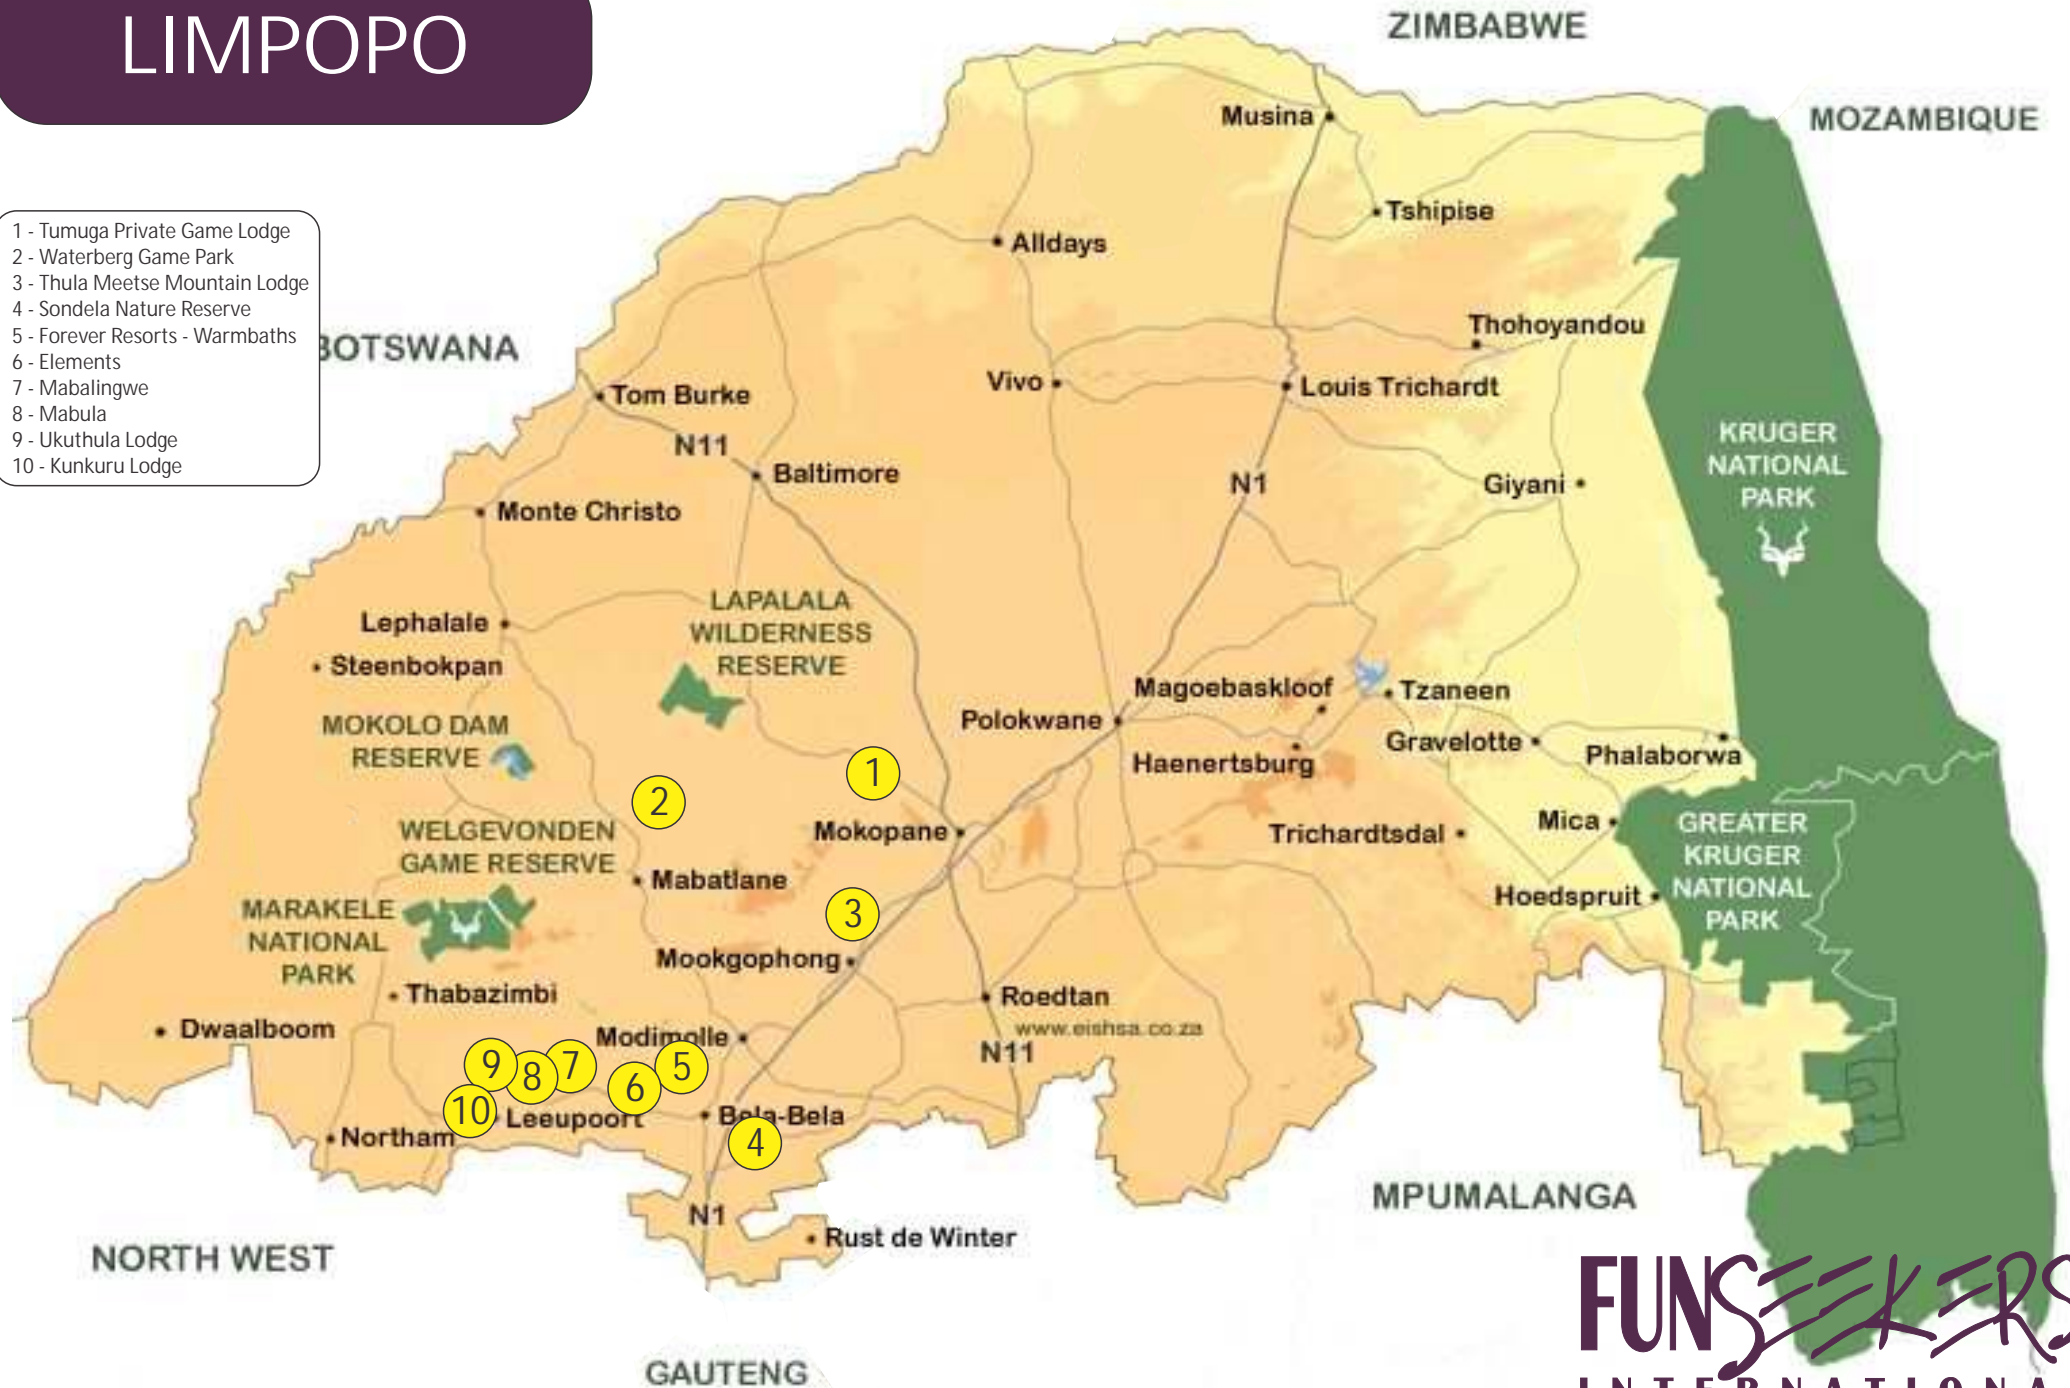 LIMPOPO
1 - Tumuga Private Game Lodge
2 - Waterberg Game Park
3 - Thula Meetse Mountain Lodge
4 - Sondela Nature Reserve
5 - Forever Resorts - Warmbaths
6 - Elements
7 - Mabalingwe
8 - Mabula
9 - Ukuthula Lodge
10 - Kunkuru Lodge
ZIMBABWE
MOZAMBIQUE
BOTSWANA
Musina
Tshipise
Alldays
Thohoyandou
Vivo
Louis Trichardt
Tom Burke
N11
Baltimore
N1
Giyani
KRUGER
NATIONAL
PARK
Monte Christo
LAPALALA
WILDERNESS
RESERVE
Lephalale
Steenbokpan
MOKOLO DAM
RESERVE
Magoebaskloof
Tzaneen
Polokwane
Haenertsburg
Gravelotte
Phalaborwa
1
2
WELGEVONDEN
GAME RESERVE
Mokopane
Trichardtsdal
Mica
GREATER
KRUGER
NATIONAL
PARK
Mabatlane
Hoedspruit
MARAKELE
NATIONAL
PARK
3
Mookgophong
Thabazimbi
Roedtan
www.eishsa.co.za
Dwaalboom
Modimolle
N11
9
8
7
6
5
10
Leeupoort
Bela-Bela
Northam
4
N1
Rust de Winter
MPUMALANGA
NORTH WEST
GAUTENG
FUNSEEKERS
INTERNATIONA